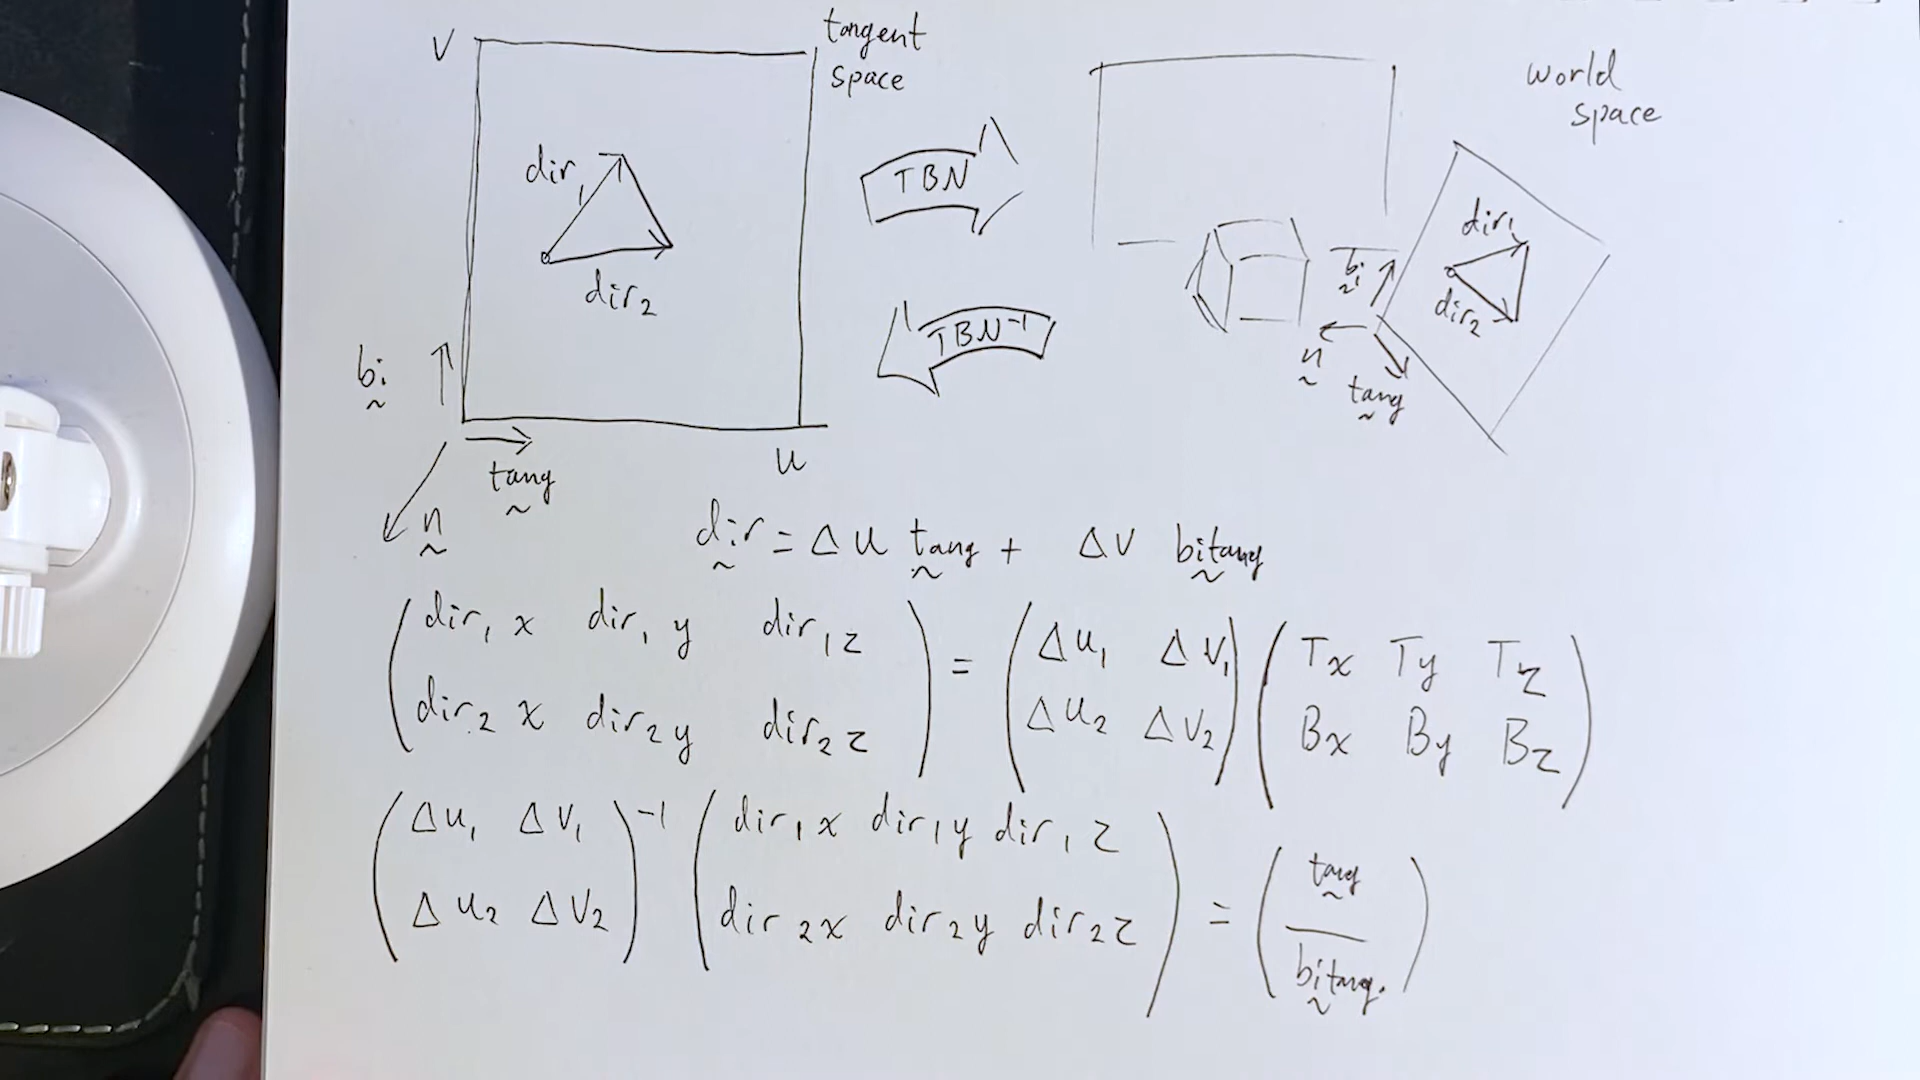 V
tangent
space
dir₁
dir₂
bi
tang
n
u
TBN
TBN⁻¹
world
space
dir₁
dir₂
bi
n
tang
dir = Δu tang + Δv bitang
dir₁x dir₁y dir₁z = Δu₁ Δv₁ Tx Ty Tz
dir₂x dir₂y dir₂z Δu₂ Δv₂ Bx By Bz
Δu₁ Δv₁ -1 dir₁x dir₁y dir₁z = tang
Δu₂ Δv₂ dir₂x dir₂y dir₂z bitang.